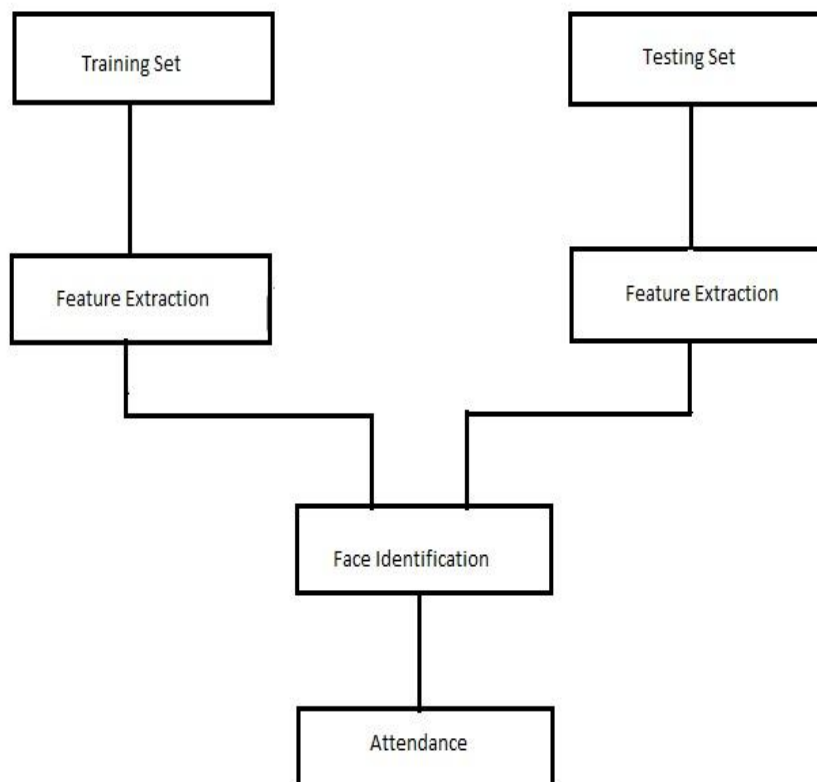 Training Set
Testing Set
Feature Extraction
Feature Extraction
Face Identification
Attendance